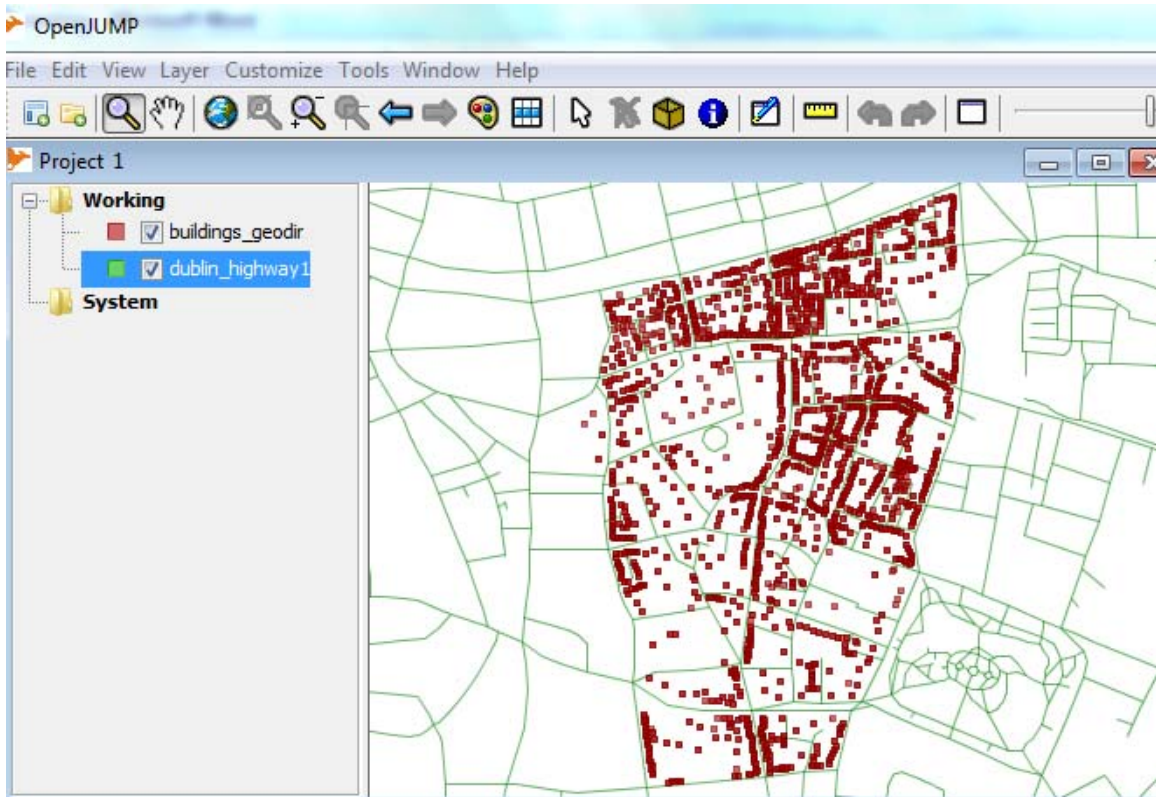 OpenJUMP
File Edit View Layer Customize Tools Window Help
Project 1
Working
buildings_geodir
dublin_highway1
System